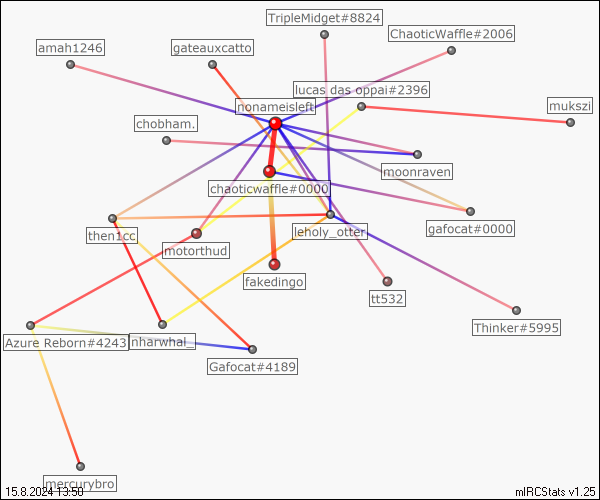 TripleMidget#8824
ChaoticWaffle#2006
amah1246
gateauxcatto
lucas das oppai#2396
nonameisleft
mukszi
chobham.
moonraven
chaoticwaffle#0000
gafocat#0000
then1cc
leholy_otter
motorthud
fakedingo
tt532
Thinker#5995
Azure Reborn#4243
nharwhal_
Gafocat#4189
mercurybro
15.8.2024 13:50
mIRCStats v1.25